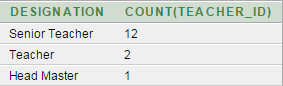 DESIGNATION COUNT(TEACHER_ID)
Senior Teacher 12
Teacher 2
Head Master 1